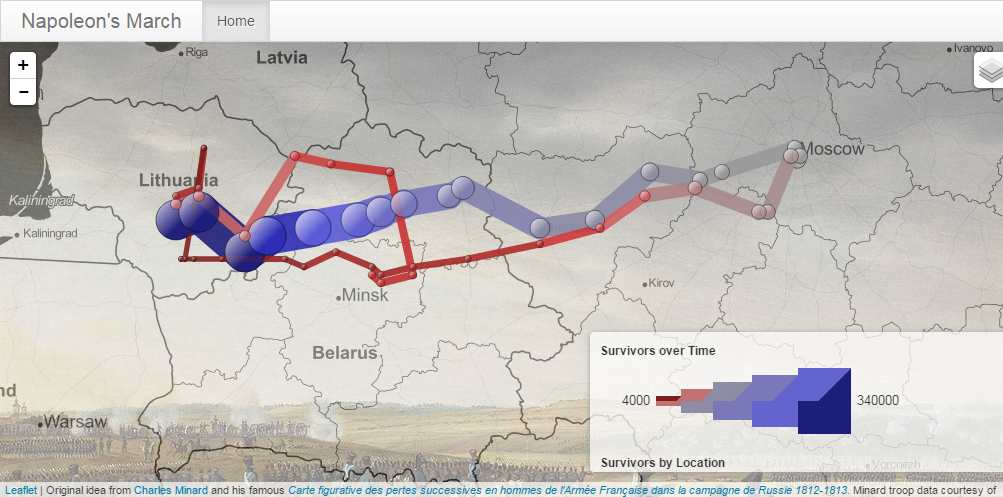 Napoleon's March Home
+
−
Riga
Latvia
Ivanovo
Moscow
Lithuania
Kaliningrad
Kaliningrad
Kirov
Minsk
Belarus
nd
Warsaw
Survivors over Time
4000
340000
Survivors by Location
Voronezh
Leaflet | Original idea from Charles Minard and his famous Carte figurative des pertes successives en hommes de l'Armée Française dans la campagne de Russie 1812-1813. Minard troop data courtesy of